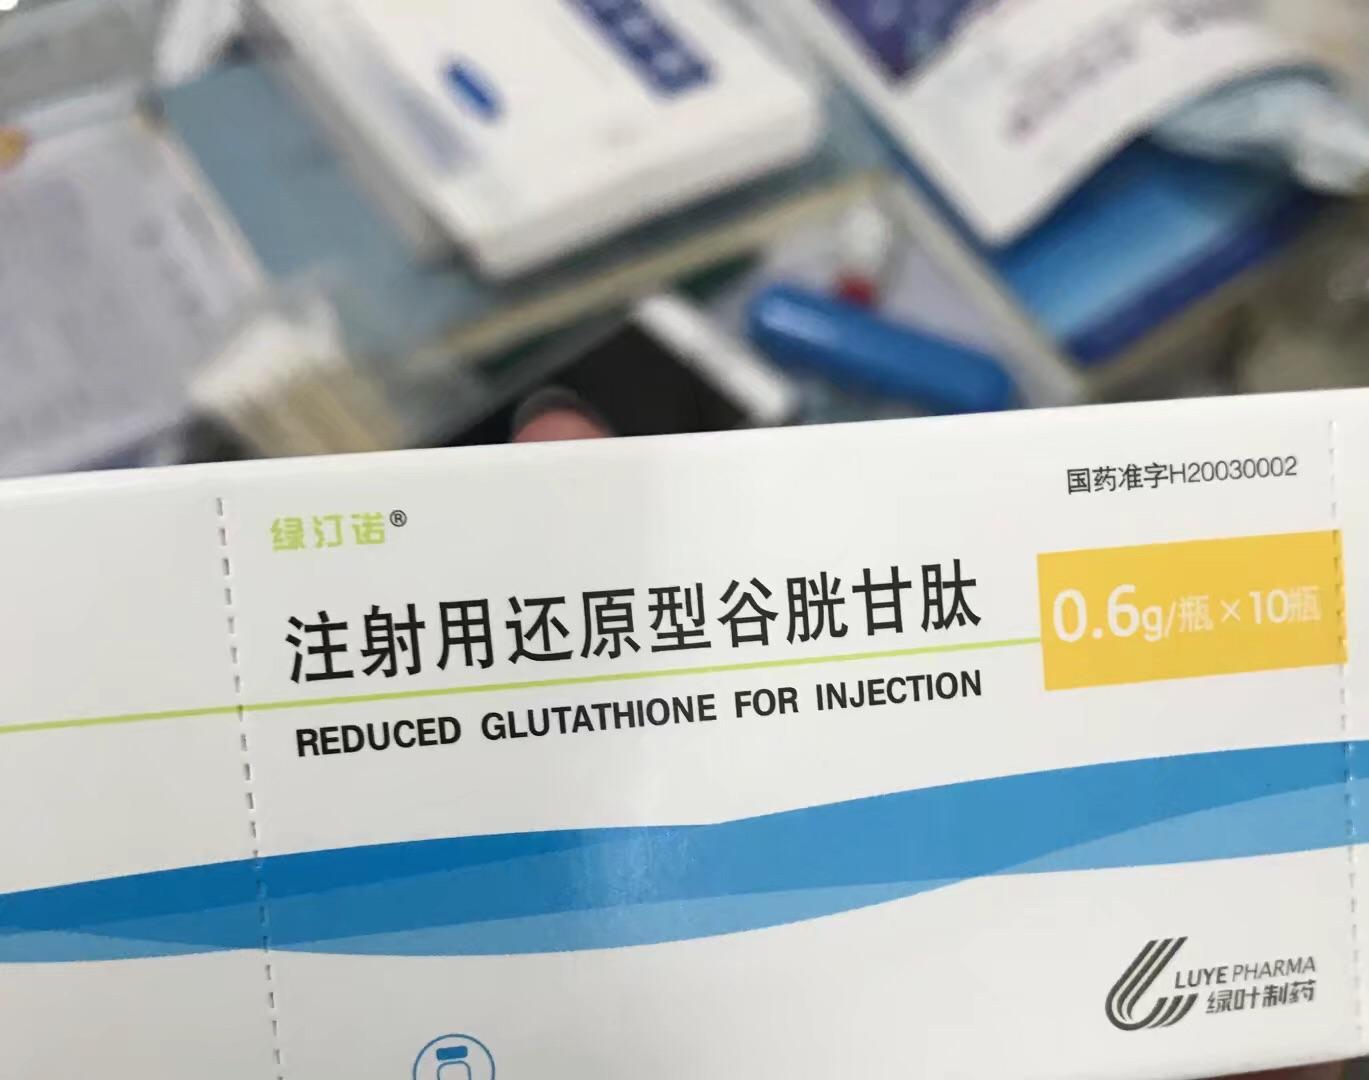 国药准字H20030002
绿汀诺®
注射用还原型谷胱甘肽
0.6g/瓶×10瓶
REDUCED GLUTATHIONE FOR INJECTION
LUYE PHARMA
绿叶制药